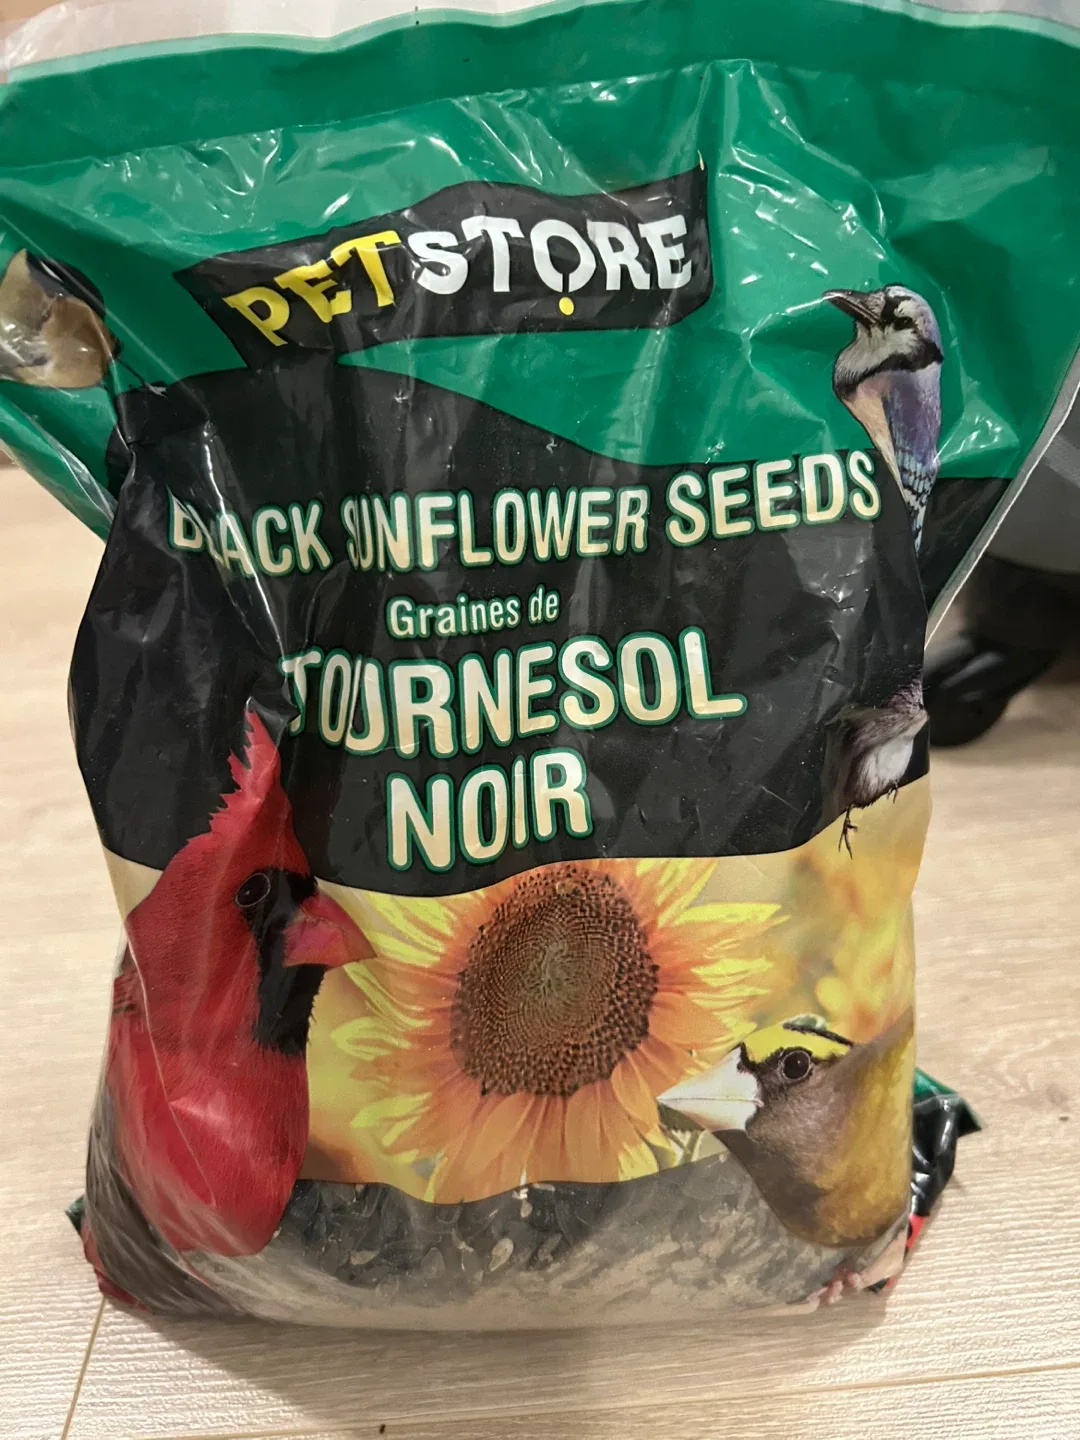 PETSTORE
BLACK SUNFLOWER SEEDS
Graines de
TOURNESOL
NOIR